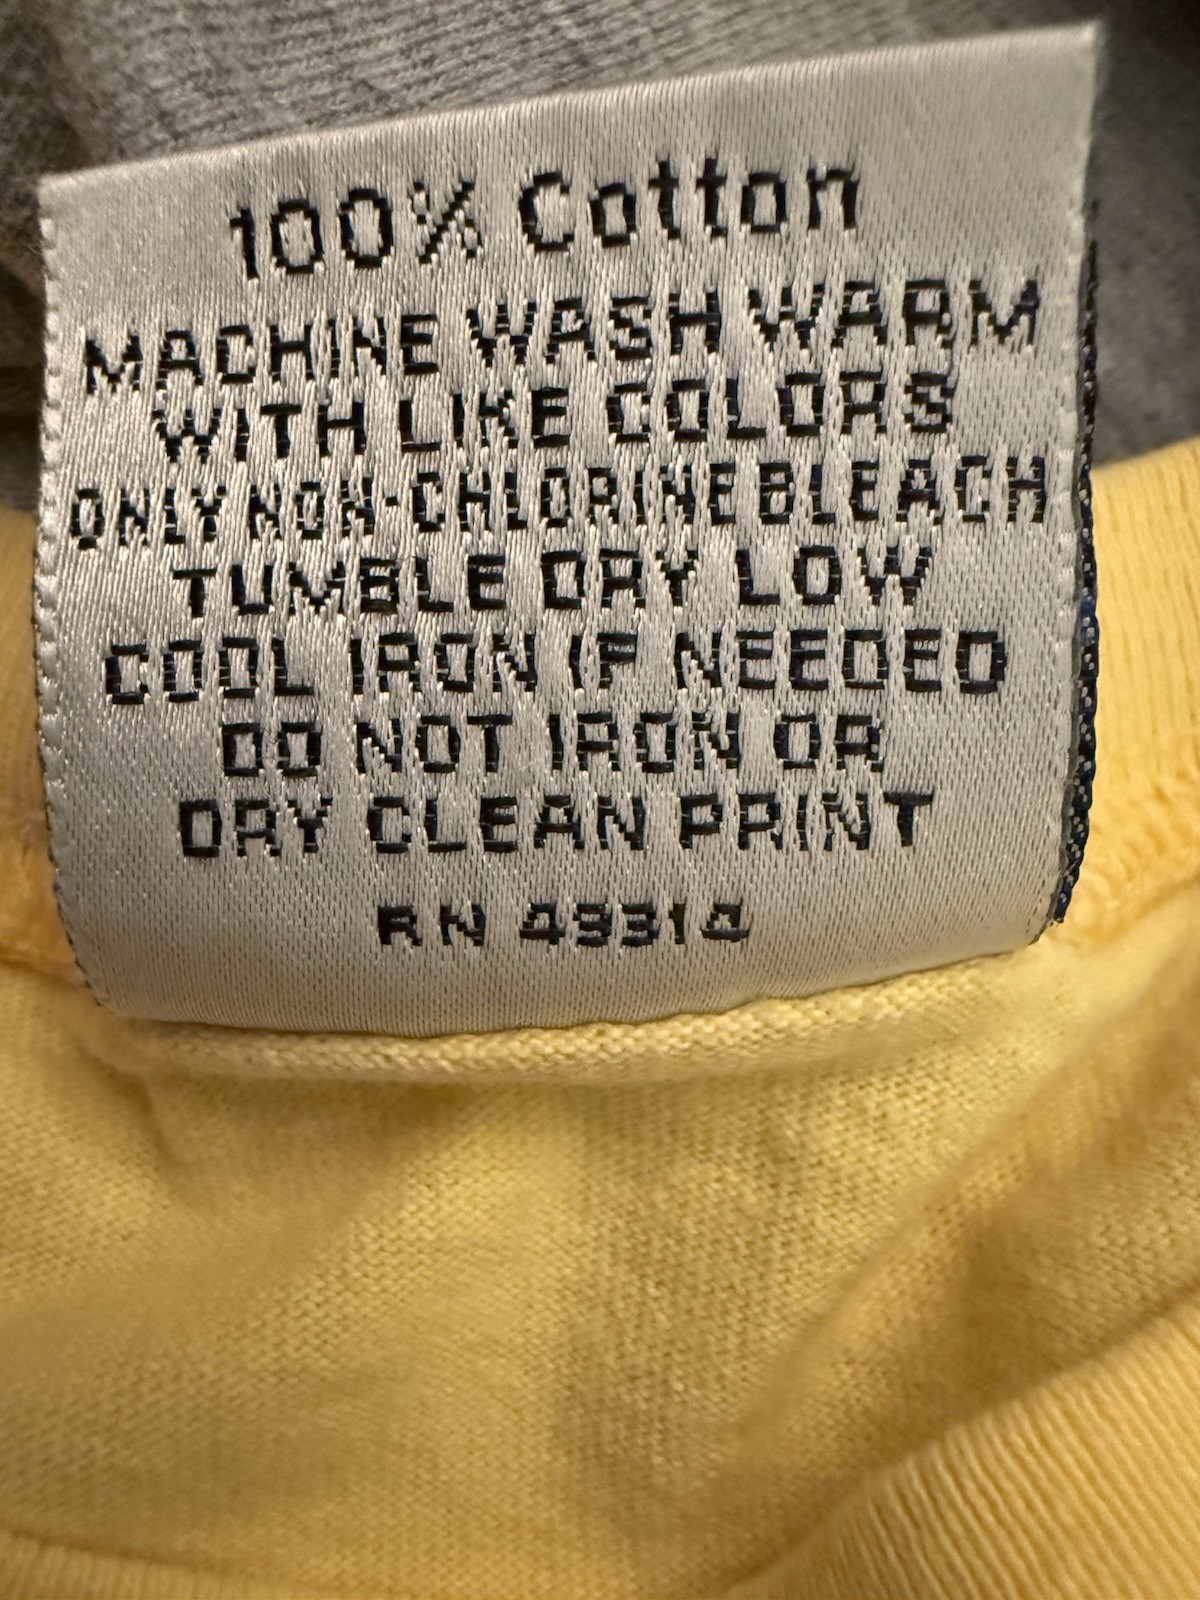 100% Cotton
MACHINE WASH WARM
WITH LIKE COLORS
ONLY NON-CHLORINE BLEACH
TUMBLE DRY LOW
COOL IRON IF NEEDED
DO NOT IRON OR
DRY CLEAN PRINT
RN